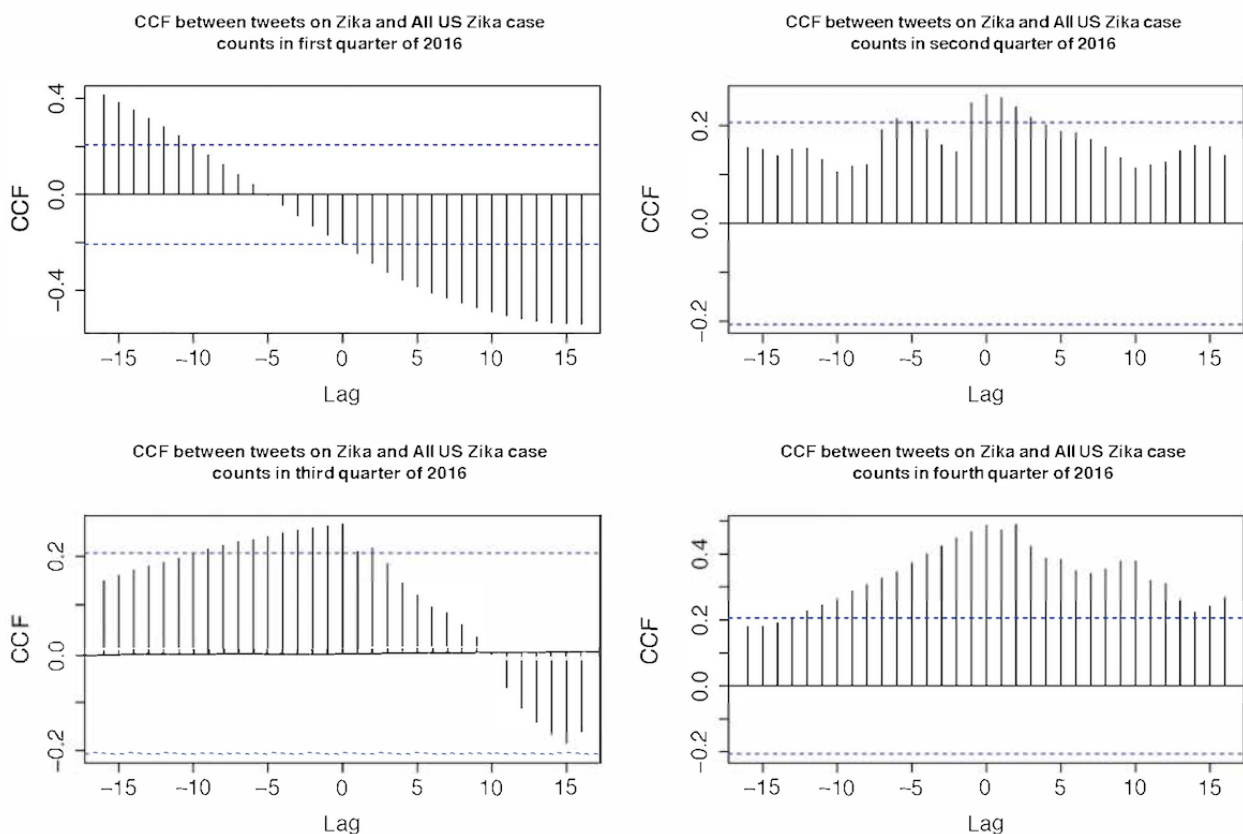 CCF between tweets on Zika and All US Zika case
counts in first quarter of 2016
0.4
0.0
−0.4
CCF
−15
−10
−5
0
5
10
15
Lag
CCF between tweets on Zika and All US Zika case
counts in second quarter of 2016
0.2
0.0
−0.2
CCF
−15
−10
−5
0
5
10
15
Lag
CCF between tweets on Zika and All US Zika case
counts in third quarter of 2016
0.2
0.0
−0.2
CCF
−15
−10
−5
0
5
10
15
Lag
CCF between tweets on Zika and All US Zika case
counts in fourth quarter of 2016
0.4
0.2
0.0
−0.2
CCF
−15
−10
−5
0
5
10
15
Lag